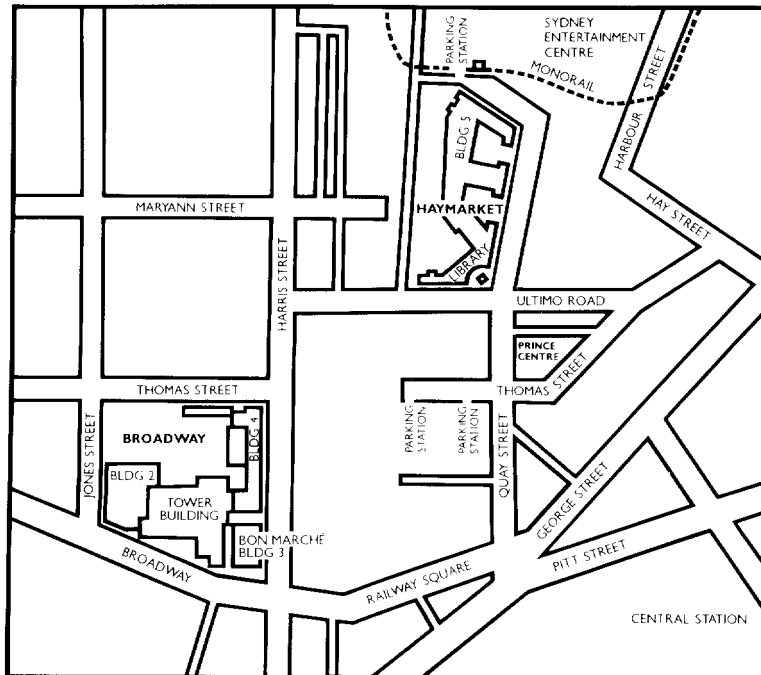 SYDNEY
ENTERTAINMENT
CENTRE
PARKING
STATION
MONORAIL
HARBOUR STREET
BLDG 5
HAYMARKET
MARYANN STREET
HAY STREET
LIBRARY
HARRIS STREET
ULTIMO ROAD
PRINCE
CENTRE
THOMAS STREET
THOMAS STREET
PARKING
STATION
PARKING
STATION
QUAY STREET
JONES STREET
BROADWAY
BLDG 4
BLDG 2
TOWER
BUILDING
BON MARCHÉ
BLDG 3
GEORGE STREET
BROADWAY
RAILWAY SQUARE
PITT STREET
CENTRAL STATION